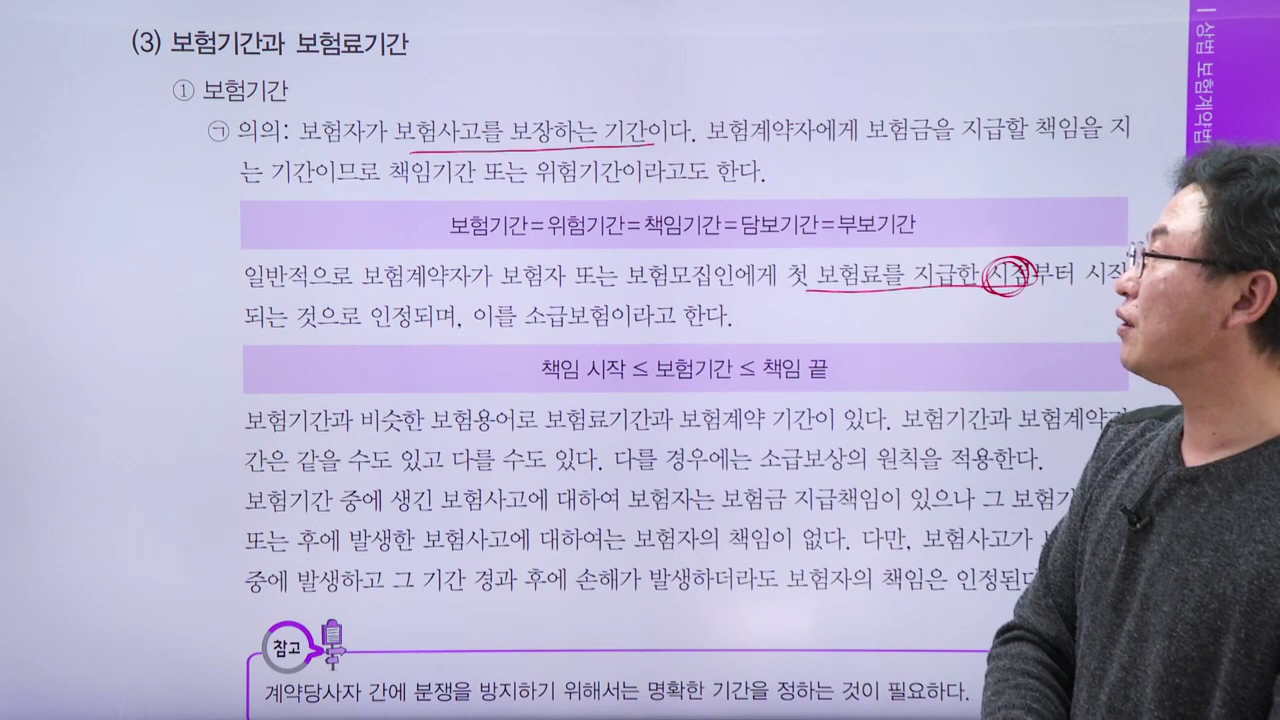 (3) 보험기간과 보험료기간
| 상법 보험계약법
① 보험기간
㉠ 의의: 보험자가 보험사고를 보장하는 기간이다. 보험계약자에게 보험금을 지급할 책임을 지
는 기간이므로 책임기간 또는 위험기간이라고도 한다.
보험기간=위험기간=책임기간=담보기간=부보기간
일반적으로 보험계약자가 보험자 또는 보험모집인에게 첫 보험료를 지급한 시점부터 시작
되는 것으로 인정되며, 이를 소급보험이라고 한다.
책임 시작 ≤ 보험기간 ≤ 책임 끝
보험기간과 비슷한 보험용어로 보험료기간과 보험계약 기간이 있다. 보험기간과 보험계약
간은 같을 수도 있고 다를 수도 있다. 다를 경우에는 소급보상의 원칙을 적용한다.
보험기간 중에 생긴 보험사고에 대하여 보험자는 보험금 지급책임이 있으나 그
또는 후에 발생한 보험사고에 대하여는 보험자의 책임이 없다. 다만, 보험사고가
중에 발생하고 그 기간 경과 후에 손해가 발생하더라도 보험자의 책임은
참고
계약당사자 간에 분쟁을 방지하기 위해서는 명확한 기간을 정하는 것이 필요하다.